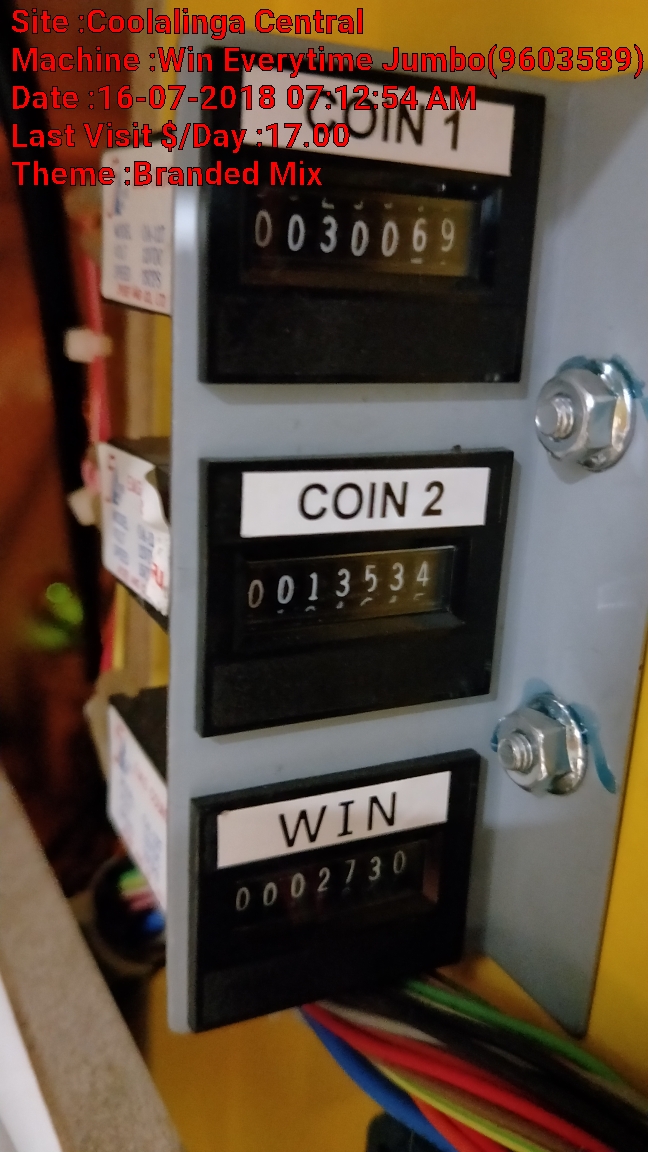 Site :Coolalinga Central
Machine :Win Everytime Jumbo(9603589)
Date :16-07-2018 07:12:54 AM
Last Visit $/Day :17.00
Theme :Branded Mix
COIN 1
0030069
COIN 2
0013534
WIN
0002730